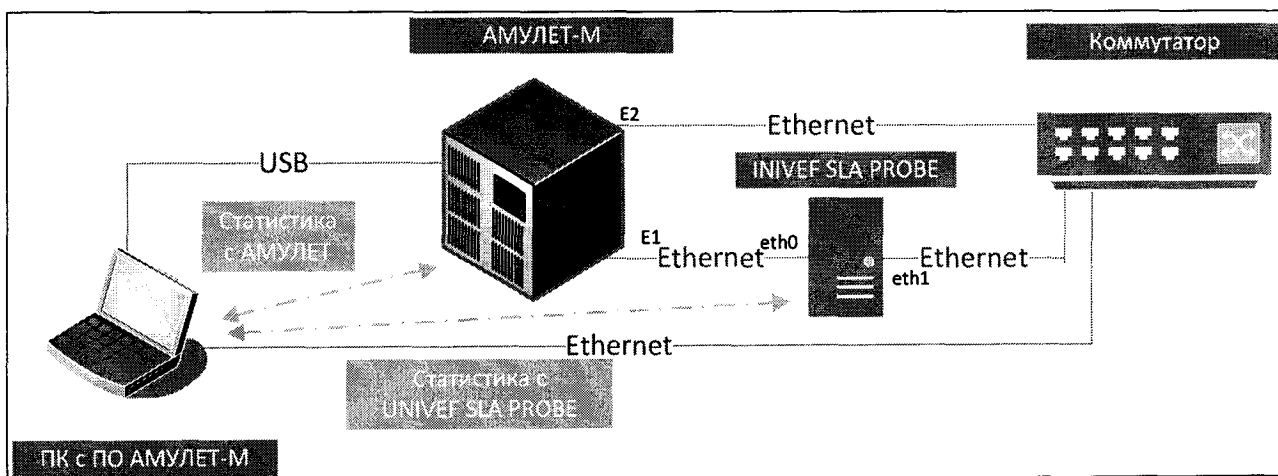 АМУЛЕТ-М
Коммутатор
E2
Ethernet
USB
INIVEF SLA PROBE
Статистика
с АМУЛЕТ
E1
Ethernet
eth0
Ethernet
eth1
Ethernet
Статистика с
UNIVEF SLA PROBE
ПК с ПО АМУЛЕТ-М